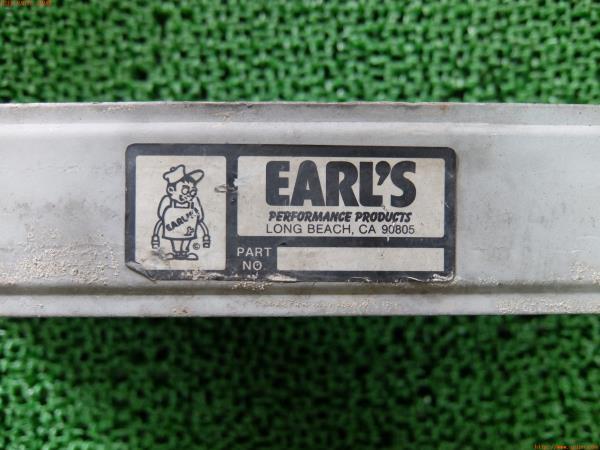 EARL'S
EARL'S
PERFORMANCE PRODUCTS
LONG BEACH, CA 90805
PART
NO.
©